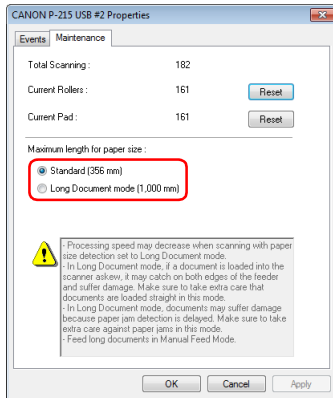 CANON P-215 USB #2 Properties
Events Maintenance
Total Scanning : 182
Current Rollers : 161 Reset
Current Pad : 161 Reset
Maximum length for paper size :
Standard (356 mm)
Long Document mode (1,000 mm)
- Processing speed may decrease when scanning with paper
size detection set to Long Document mode.
- In Long Document mode, if a document is loaded into the
scanner askew, it may catch on both edges of the feeder
and suffer damage. Make sure to take extra care that
documents are loaded straight in this mode.
- In Long Document mode, documents may suffer damage
because paper jam detection is delayed. Make sure to take
extra care against paper jams in this mode.
- Feed long documents in Manual Feed Mode.
OK Cancel Apply